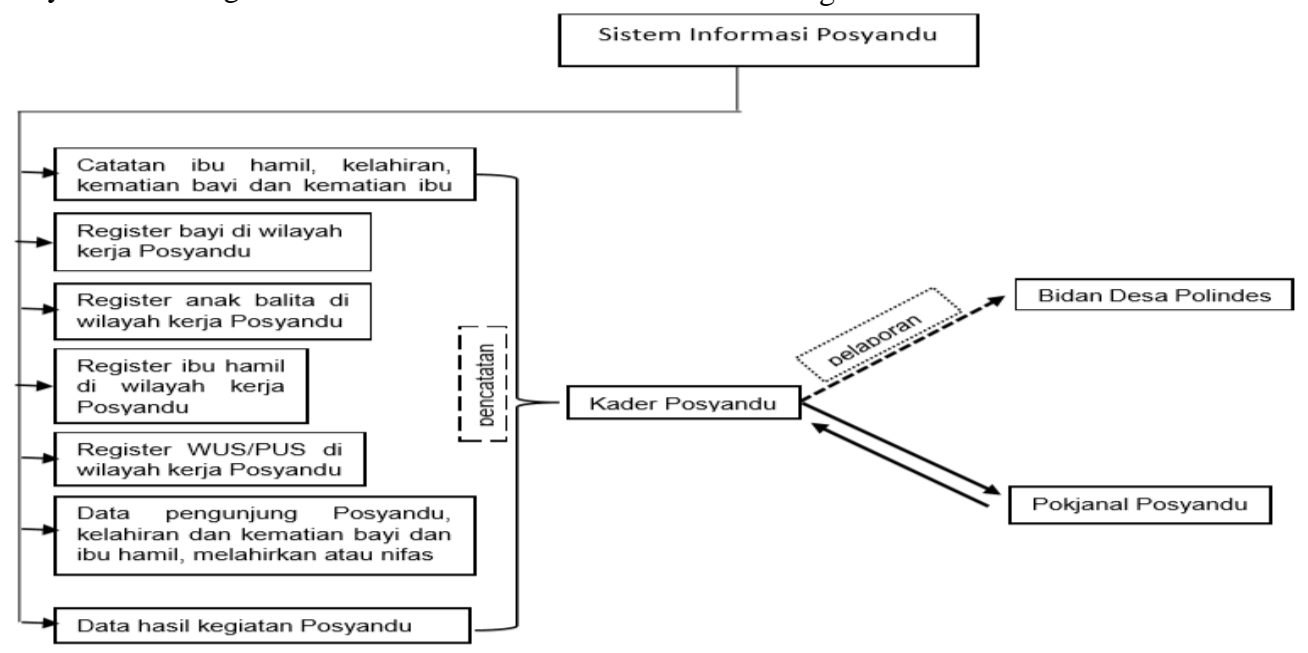 Sistem Informasi Posyandu
Catatan ibu hamil, kelahiran,
kematian bayi dan kematian ibu
Register bayi di wilayah
kerja Posyandu
Register anak balita di
wilayah kerja Posyandu
Register ibu hamil
di wilayah kerja
Posyandu
Register WUS/PUS di
wilayah kerja Posyandu
Data pengunjung Posyandu,
kelahiran dan kematian bayi dan
ibu hamil, melahirkan atau nifas
Data hasil kegiatan Posyandu
pencatatan
Kader Posyandu
pelaporan
Bidan Desa Polindes
Pokjanal Posyandu